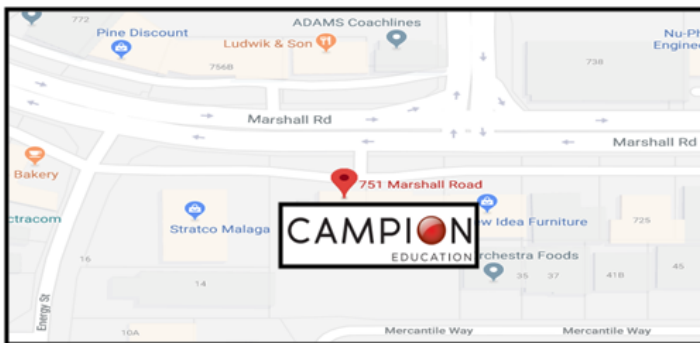 772
ADAMS Coachlines
Pine Discount
Ludwik & Son
Nu-Ph
Enginee
756B
738
Marshall Rd
Marshall Rd
Bakery
751 Marshall Road
ctracom
Stratco Malaga
ew Idea Furniture
725
CAMPION
EDUCATION
rchestra Foods
16
14
35
37
41B
45
Energy St
10A
Mercantile Way
Mercantile Way